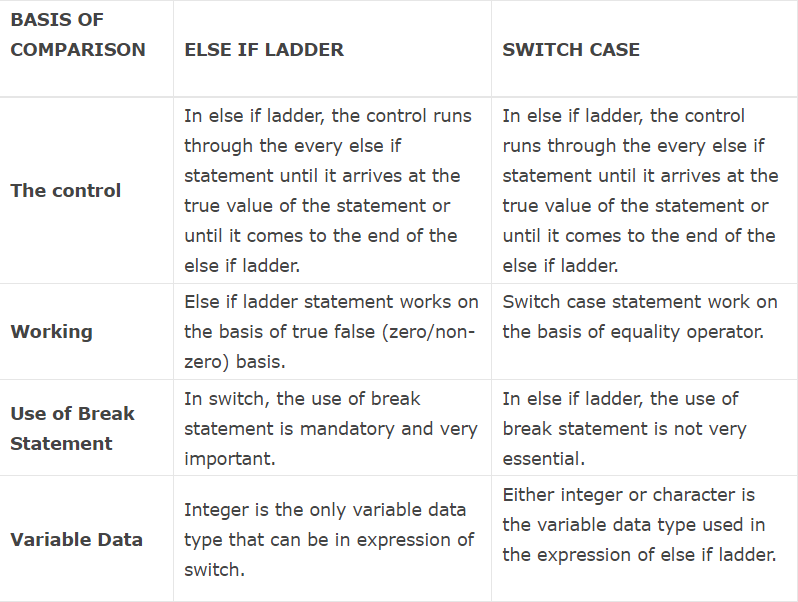 BASIS OF
COMPARISON
ELSE IF LADDER
SWITCH CASE
The control
In else if ladder, the control runs
through the every else if
statement until it arrives at the
true value of the statement or
until it comes to the end of the
else if ladder.
In else if ladder, the control
runs through the every else if
statement until it arrives at the
true value of the statement or
until it comes to the end of the
else if ladder.
Working
Else if ladder statement works on
the basis of true false (zero/non-
zero) basis.
Switch case statement work on
the basis of equality operator.
Use of Break
Statement
In switch, the use of break
statement is mandatory and very
important.
In else if ladder, the use of
break statement is not very
essential.
Variable Data
Integer is the only variable data
type that can be in expression of
switch.
Either integer or character is
the variable data type used in
the expression of else if ladder.